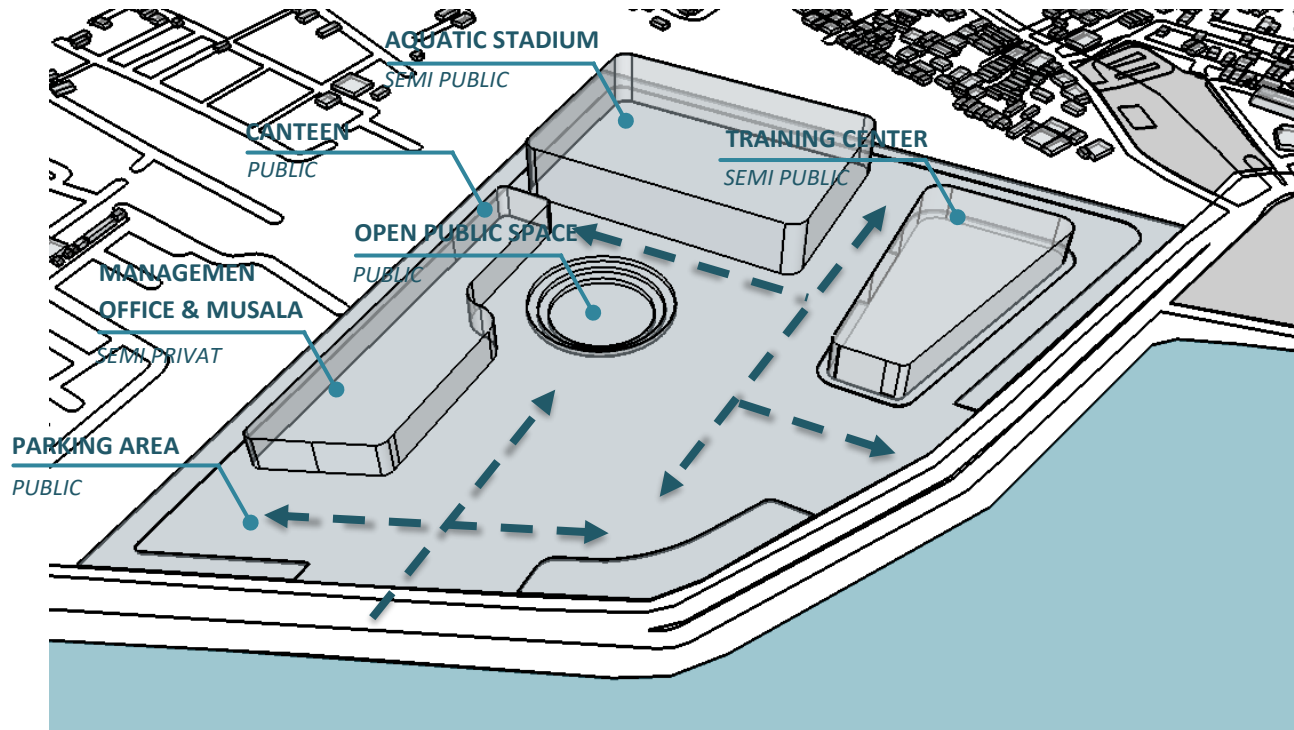 AQUATIC STADIUM
SEMI PUBLIC
CANTEEN
PUBLIC
TRAINING CENTER
SEMI PUBLIC
OPEN PUBLIC SPACE
PUBLIC
MANAGEMEN
OFFICE & MUSALA
SEMI PRIVAT
PARKING AREA
PUBLIC